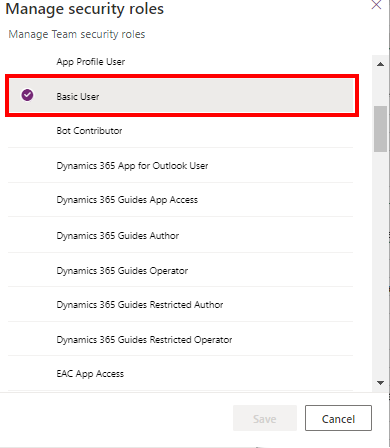 Manage security roles
Manage Team security roles
App Profile User
Basic User
Bot Contributor
Dynamics 365 App for Outlook User
Dynamics 365 Guides App Access
Dynamics 365 Guides Author
Dynamics 365 Guides Operator
Dynamics 365 Guides Restricted Author
Dynamics 365 Guides Restricted Operator
EAC App Access
Save
Cancel